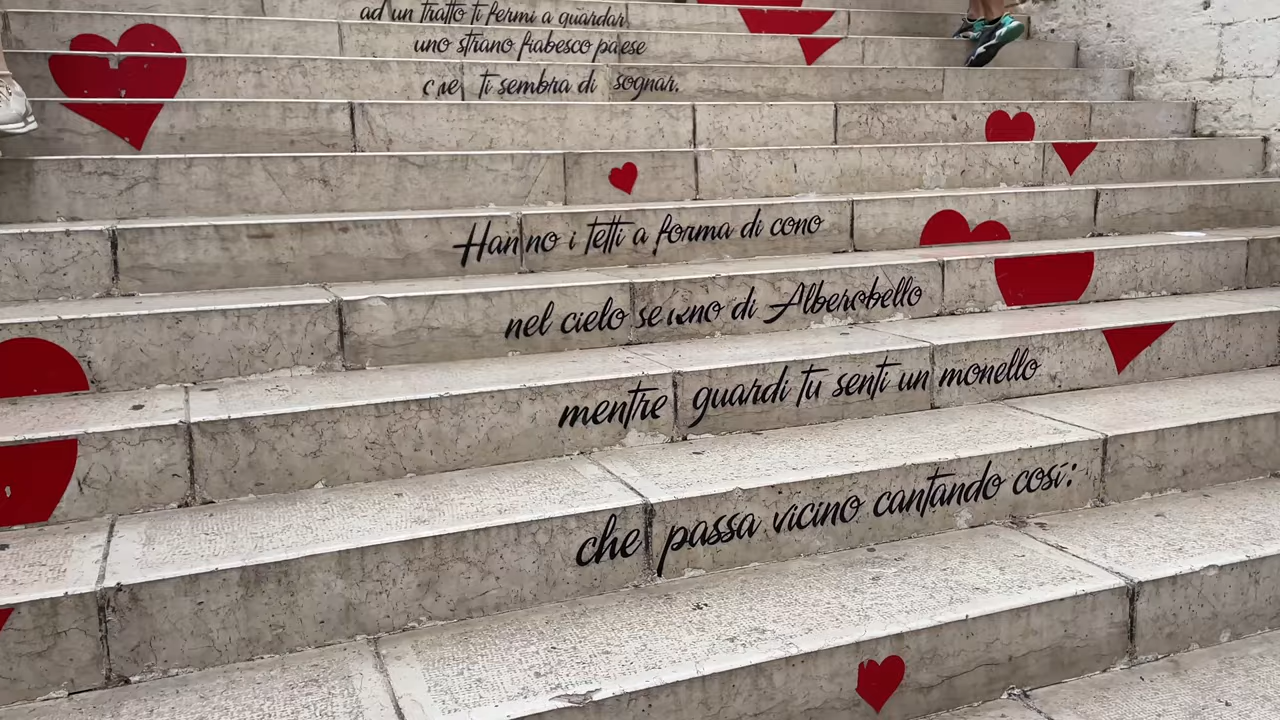 ad un tratto ti fermi a guardar
uno strano fiabesco paese
che ti sembra di sognar.
Hanno i tetti a forma di cono
nel cielo sereno di Alberobello
mentre guardi tu senti un monello
che passa vicino cantando così: